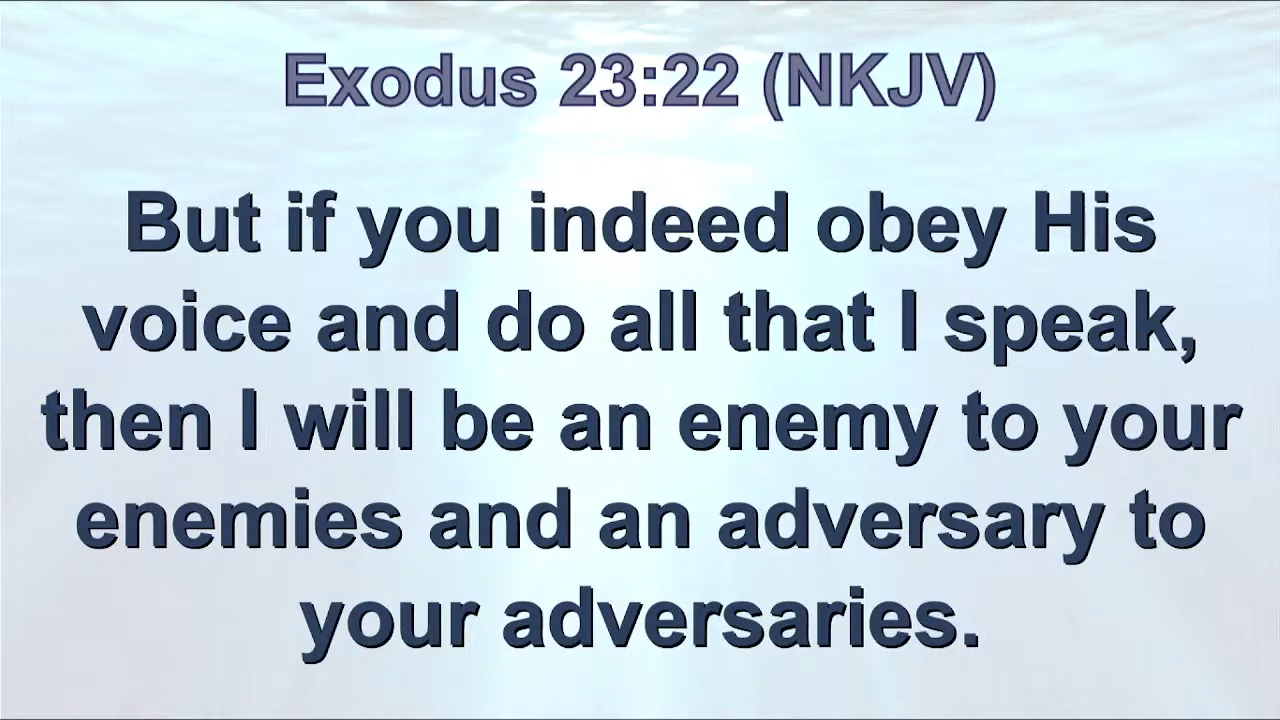 Exodus 23:22 (NKJV)
But if you indeed obey His
voice and do all that I speak,
then I will be an enemy to your
enemies and an adversary to
your adversaries.